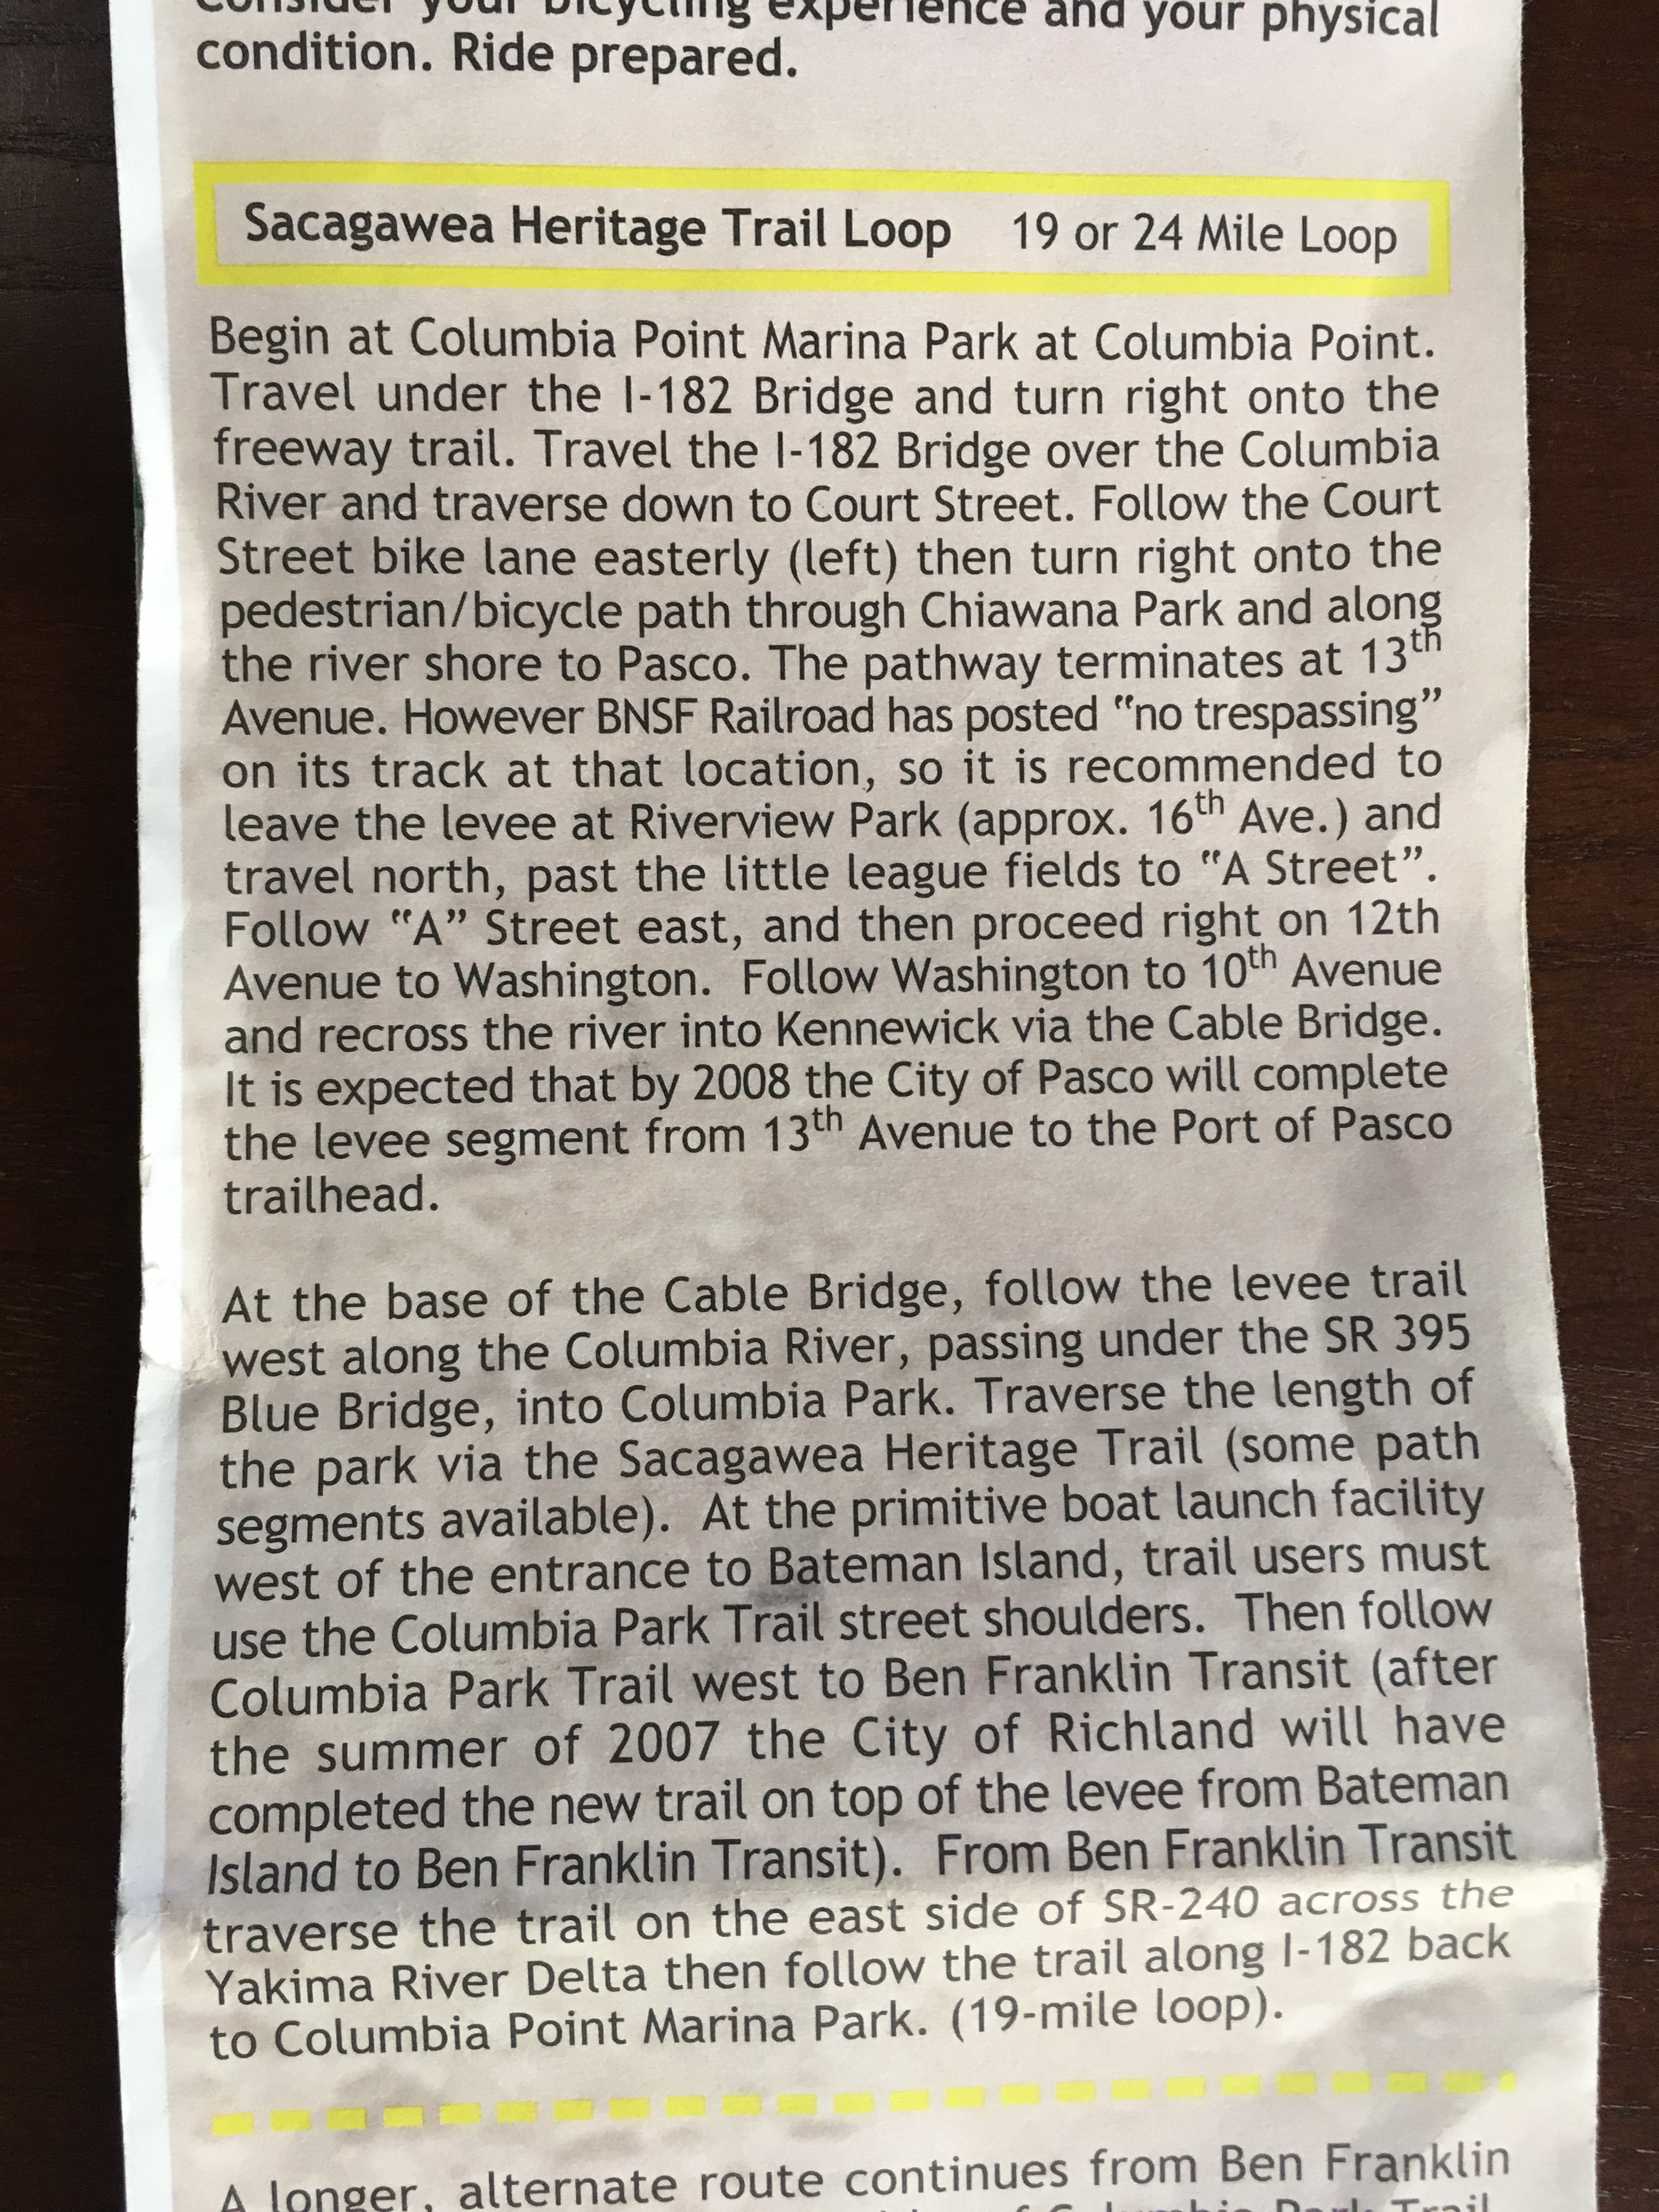 Consider your bicycling experience and your physical
condition. Ride prepared.
Sacagawea Heritage Trail Loop 19 or 24 Mile Loop
Begin at Columbia Point Marina Park at Columbia Point.
Travel under the I-182 Bridge and turn right onto the
freeway trail. Travel the I-182 Bridge over the Columbia
River and traverse down to Court Street. Follow the Court
Street bike lane easterly (left) then turn right onto the
pedestrian/bicycle path through Chiawana Park and along
the river shore to Pasco. The pathway terminates at 13th
Avenue. However BNSF Railroad has posted “no trespassing”
on its track at that location, so it is recommended to
leave the levee at Riverview Park (approx. 16th Ave.) and
travel north, past the little league fields to “A Street”.
Follow “A” Street east, and then proceed right on 12th
Avenue to Washington. Follow Washington to 10th Avenue
and recross the river into Kennewick via the Cable Bridge.
It is expected that by 2008 the City of Pasco will complete
the levee segment from 13th Avenue to the Port of Pasco
trailhead.
At the base of the Cable Bridge, follow the levee trail
west along the Columbia River, passing under the SR 395
Blue Bridge, into Columbia Park. Traverse the length of
the park via the Sacagawea Heritage Trail (some path
segments available). At the primitive boat launch facility
west of the entrance to Bateman Island, trail users must
use the Columbia Park Trail street shoulders. Then follow
Columbia Park Trail west to Ben Franklin Transit (after
the summer of 2007 the City of Richland will have
completed the new trail on top of the levee from Bateman
Island to Ben Franklin Transit). From Ben Franklin Transit
traverse the trail on the east side of SR-240 across the
Yakima River Delta then follow the trail along I-182 back
to Columbia Point Marina Park. (19-mile loop).
A longer, alternate route continues from Ben Franklin
of Columbia Park Trail